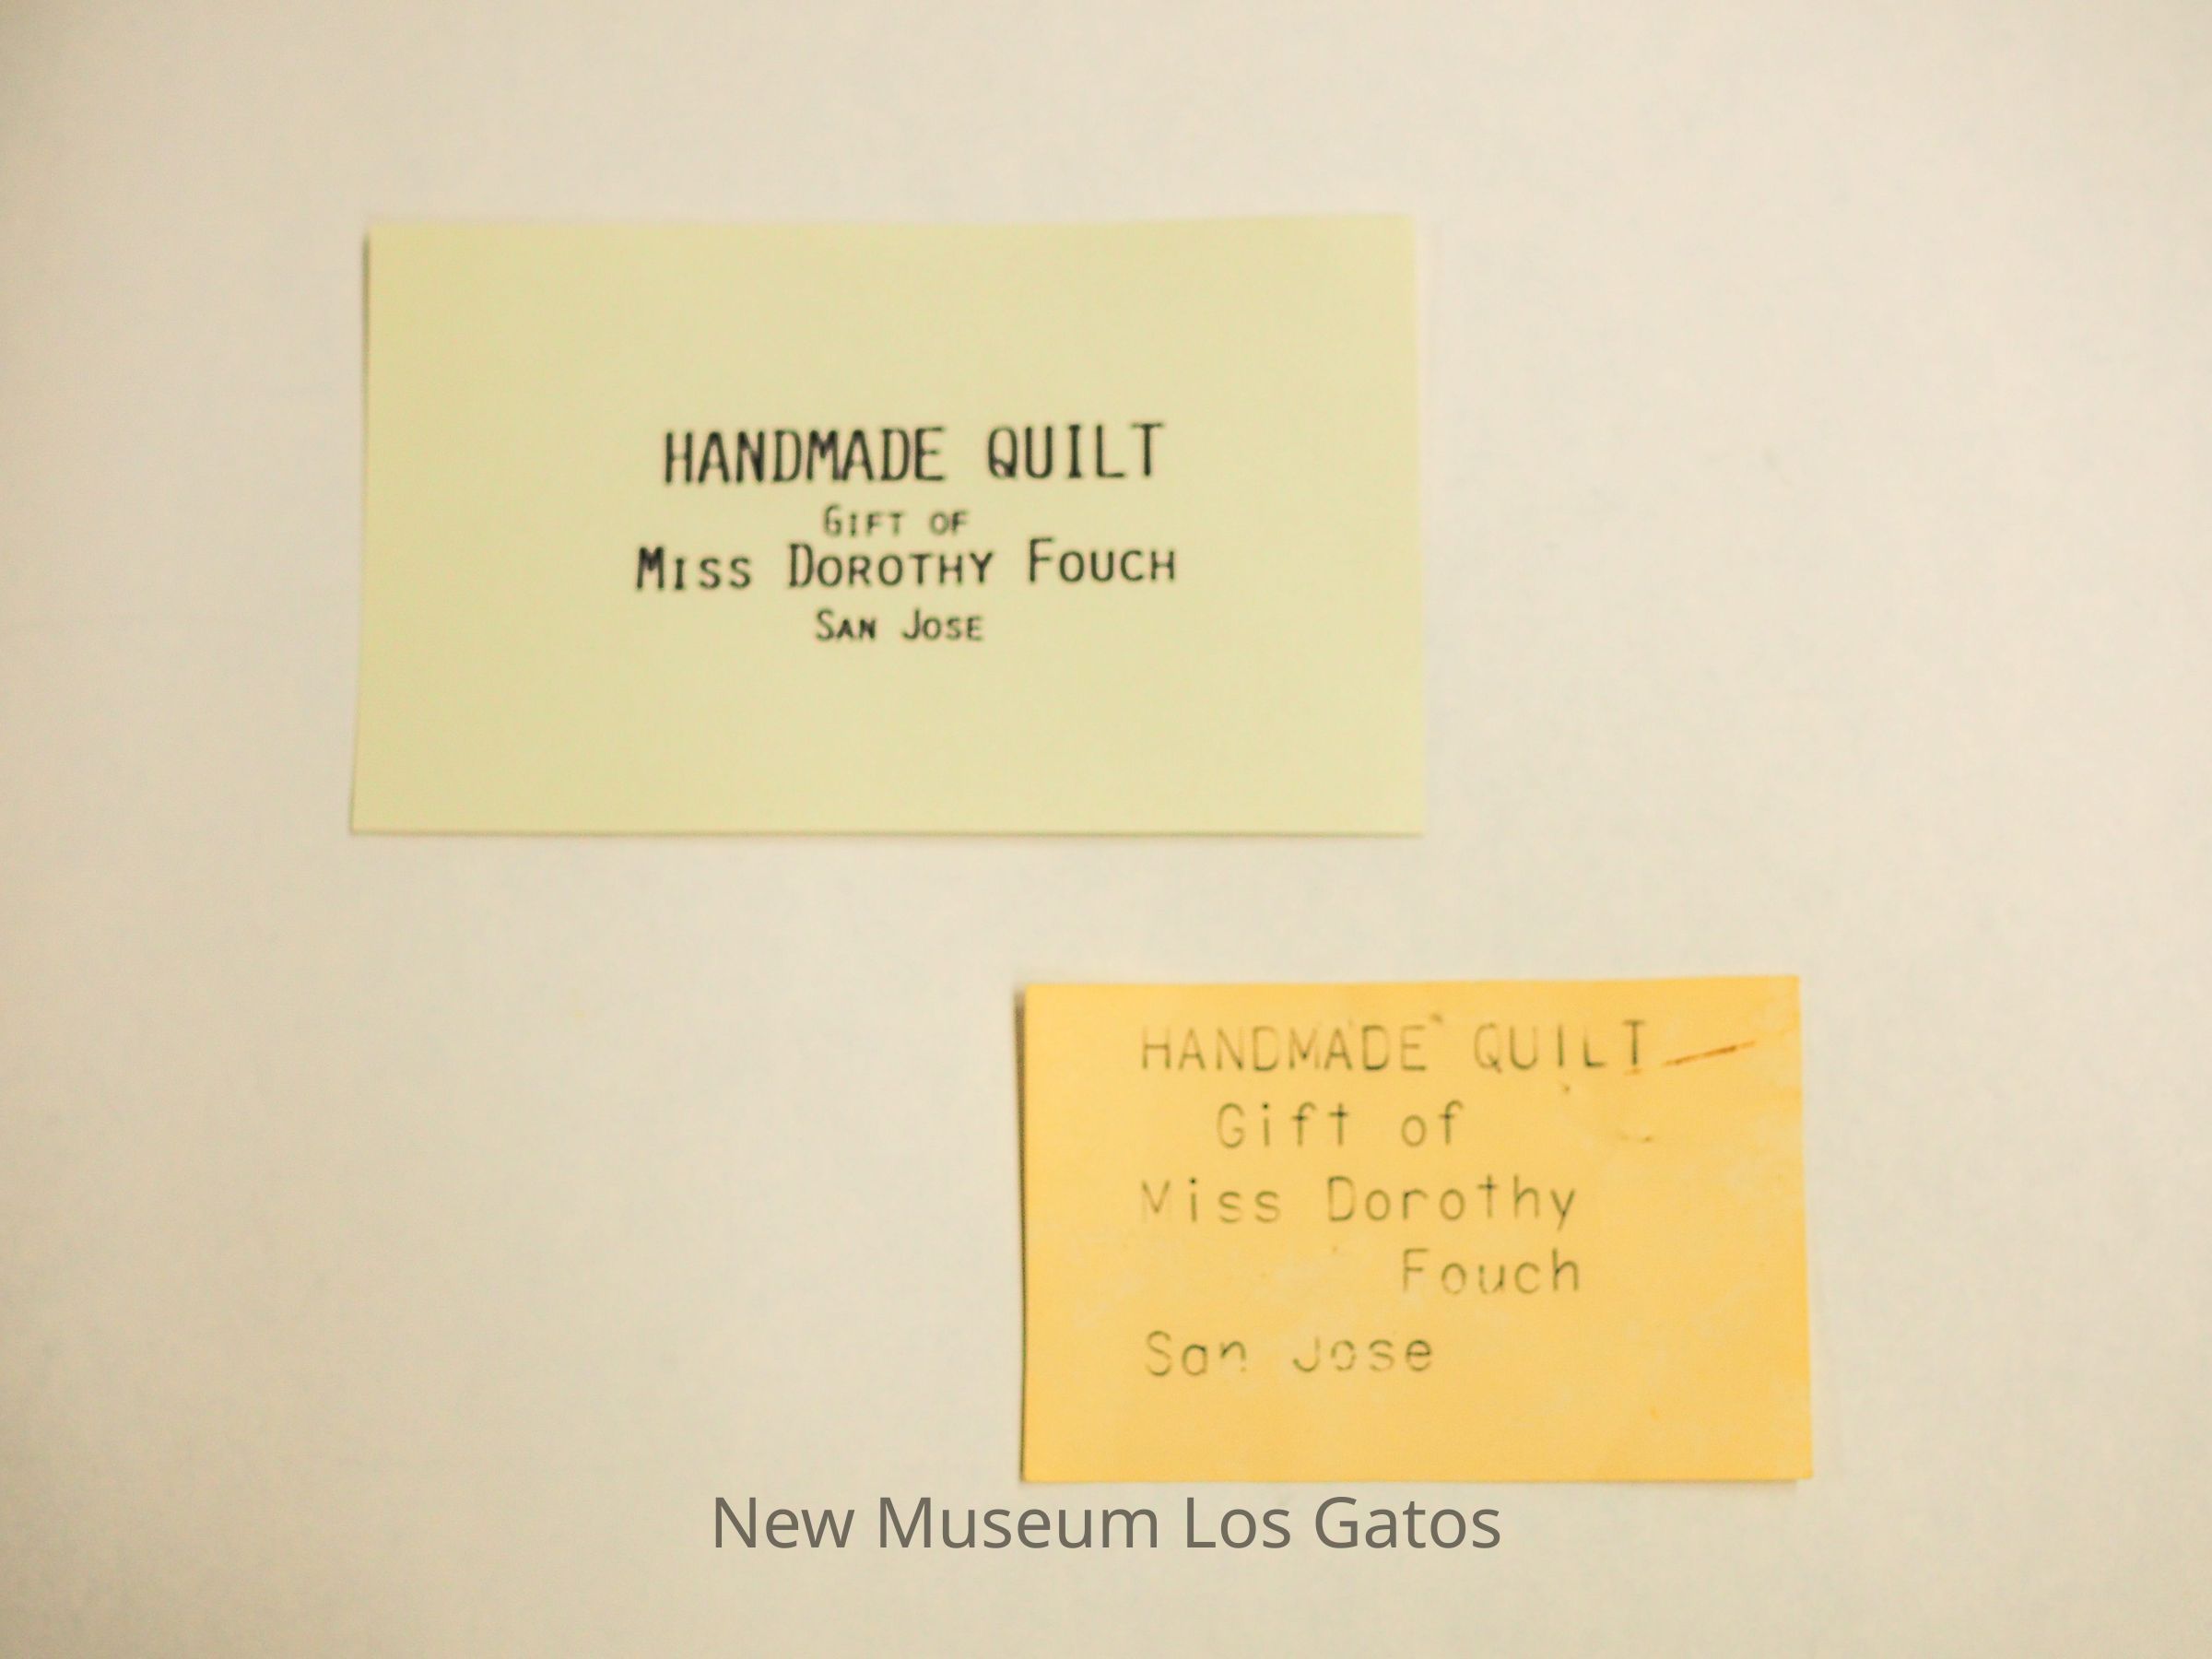 HANDMADE QUILT
GIFT OF
MISS DOROTHY FOUCH
SAN JOSE
HANDMADE QUILT
Gift of
Miss Dorothy
Fouch
San Jose
New Museum Los Gatos